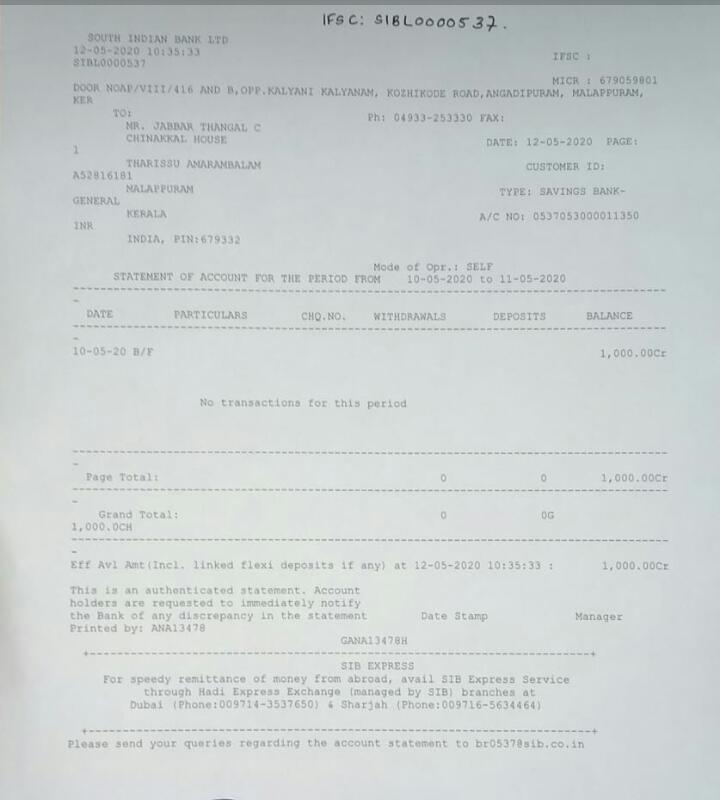 IFSC: SIBL0000537.
SOUTH INDIAN BANK LTD
12-05-2020 10:35:33
IFSC :
SIBL0000537
MICR : 679059801
DOOR NOAP/VIII/416 AND B,OPP.KALYANI KALYANAM, KOZHIKODE ROAD,ANGADIPURAM, MALAPPURAM,
KER
TO: Ph: 04933-253330 FAX:
MR. JABBAR THANGAL C
CHINAKKAL HOUSE DATE: 12-05-2020 PAGE:
1
THARISSU AMARAMBALAM CUSTOMER ID:
A52816181
MALAPPURAM TYPE: SAVINGS BANK-
GENERAL
KERALA A/C NO: 0537053000011350
INR
INDIA, PIN:679332
Mode of Opr.: SELF
STATEMENT OF ACCOUNT FOR THE PERIOD FROM 10-05-2020 to 11-05-2020
DATE PARTICULARS CHQ.NO. WITHDRAWALS DEPOSITS BALANCE
10-05-20 B/F 1,000.00Cr
No transactions for this period
Page Total: 0 0 1,000.00Cr
Grand Total: 0 0G
1,000.0CH
Eff Avl Amt(Incl. linked flexi deposits if any) at 12-05-2020 10:35:33 : 1,000.00Cr
This is an authenticated statement. Account
holders are requested to immediately notify
the Bank of any discrepancy in the statement Date Stamp Manager
Printed by: ANA13478
GANA13478H
SIB EXPRESS
For speedy remittance of money from abroad, avail SIB Express Service
through Hadi Express Exchange (managed by SIB) branches at
Dubai (Phone:009714-3537650) & Sharjah (Phone:009716-5634464)
Please send your queries regarding the account statement to br0537@sib.co.in